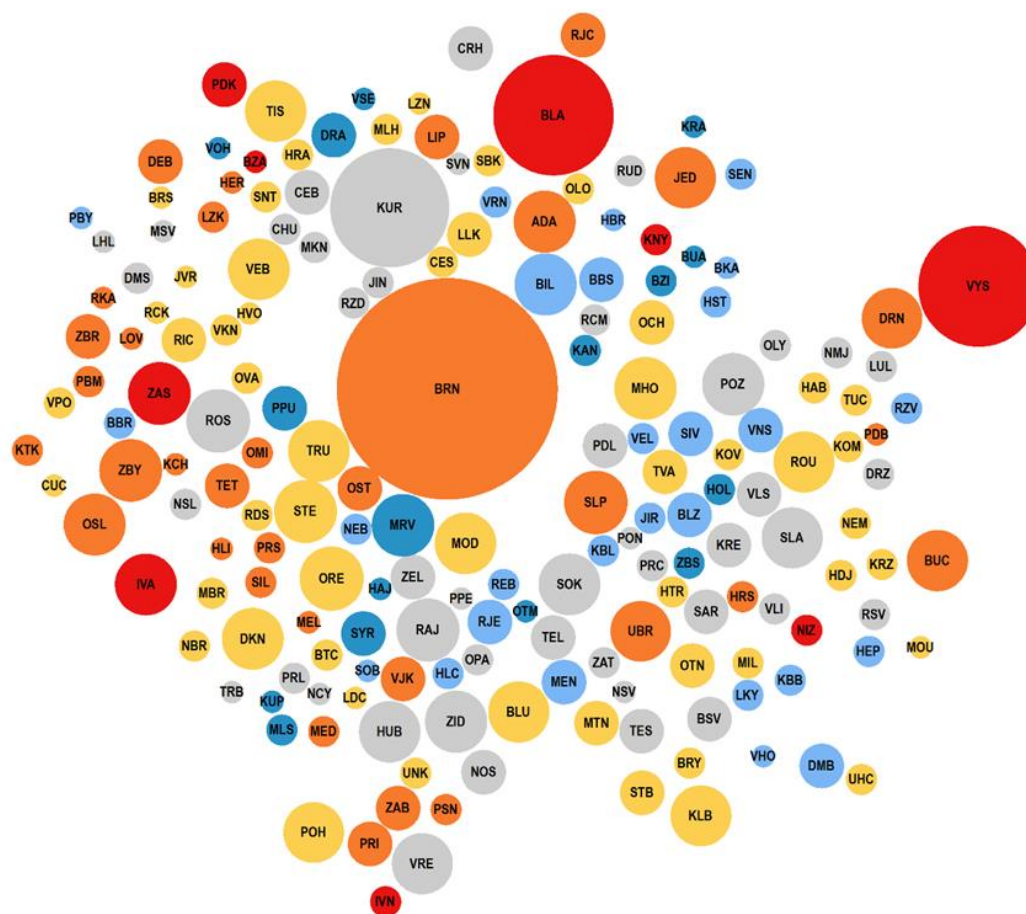 RJC
CRH
PDK
BLA
VSE
LZN
TIS
MLH
KRA
DRA
LIP
VOH
HRA
SVN
SBK
DEB
BZA
RUD
SEN
JED
HER
OLO
BRS
SNT
CEB
VRN
KUR
LZK
PBY
HBR
ADA
CHU
MSV
LLK
LHL
KNY
MKN
BUA
CES
BKA
VEB
DMS
JVR
JIN
BIL
BBS
BZI
VYS
RKA
RZD
HST
RCK
HVO
RCM
DRN
OCH
VKN
ZBR
LOV
RIC
KAN
OLY
NMJ
LUL
PBM
OVA
POZ
BRN
MHO
HAB
ZAS
TUC
VPO
PPU
RZV
ROS
BBR
SIV
VNS
PDB
VEL
PDL
KOM
KTK
TRU
OMI
KOV
ROU
KCH
ZBY
TVA
DRZ
CUC
TET
OST
HOL
VLS
NSL
SLP
STE
RDS
BLZ
JIR
OSL
NEM
MRV
NEB
PON
SLA
MOD
KRE
HLI
PRS
KBL
BUC
ZBS
PRC
KRZ
HDJ
ZEL
ORE
SIL
IVA
REB
SOK
HAJ
HTR
MBR
HRS
PPE
VLI
OTM
SAR
RSV
MEL
RJE
RAJ
NIZ
UBR
SYR
TEL
DKN
NBR
MOU
HEP
BTC
OPA
ZAT
MIL
OTN
SOB
HLC
PRL
VJK
MEN
KBB
TRB
NCY
NSV
LKY
LDC
KUP
BLU
BSV
ZID
MTN
MLS
MED
HUB
TES
VHO
BRY
DMB
UNK
NOS
UHC
STB
ZAB
PSN
KLB
POH
PRI
VRE
IVN